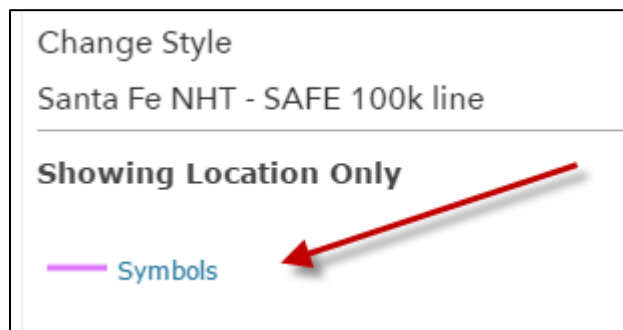 Change Style
Santa Fe NHT - SAFE 100k line
Showing Location Only
Symbols